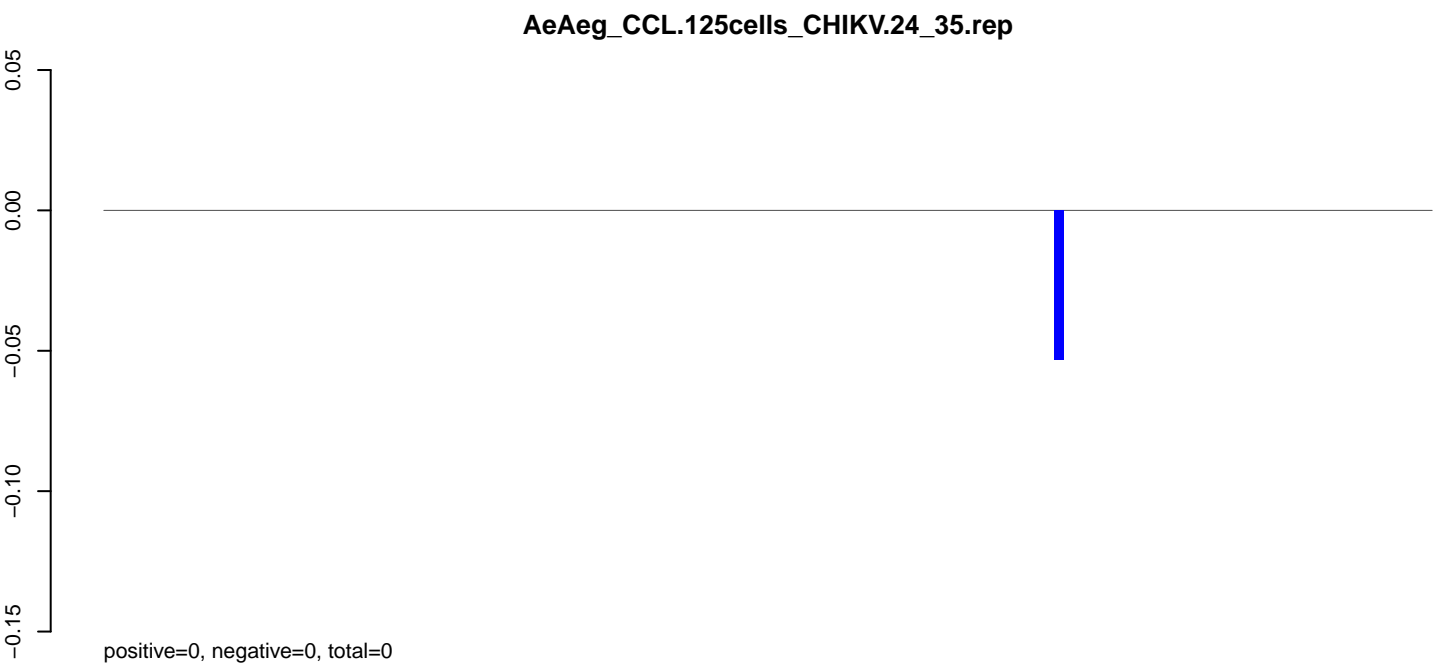 AeAeg_CCL.125cells_CHIKV.24_35.rep
0.05
0.00
−0.05
−0.10
−0.15
positive=0, negative=0, total=0